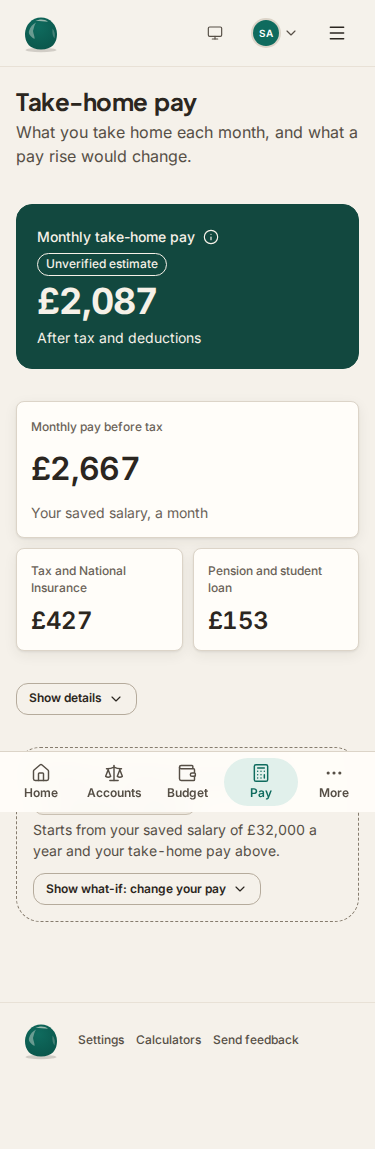 SA
Take-home pay
What you take home each month, and what a
pay rise would change.
Monthly take-home pay
Unverified estimate
£2,087
After tax and deductions
Monthly pay before tax
£2,667
Your saved salary, a month
Tax and National
Insurance
£427
Pension and student
loan
£153
Show details
Home Accounts Budget Pay More
Starts from your saved salary of £32,000 a
year and your take-home pay above.
Show what-if: change your pay
Settings Calculators Send feedback